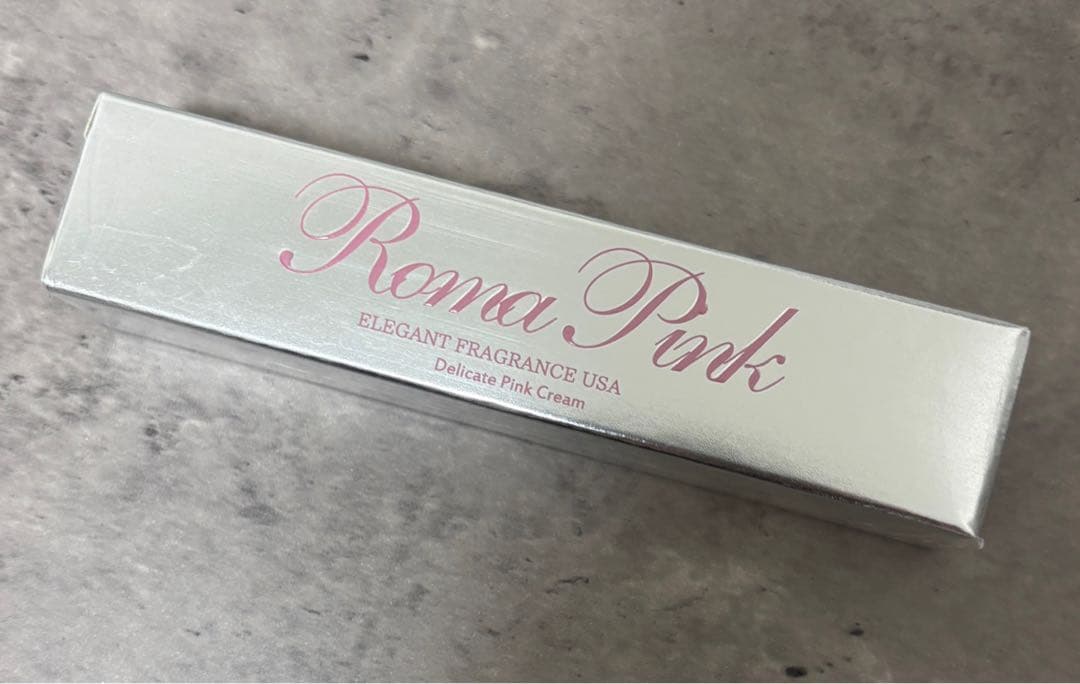 Roma Pink
ELEGANT FRAGRANCE USA
Delicate Pink Cream